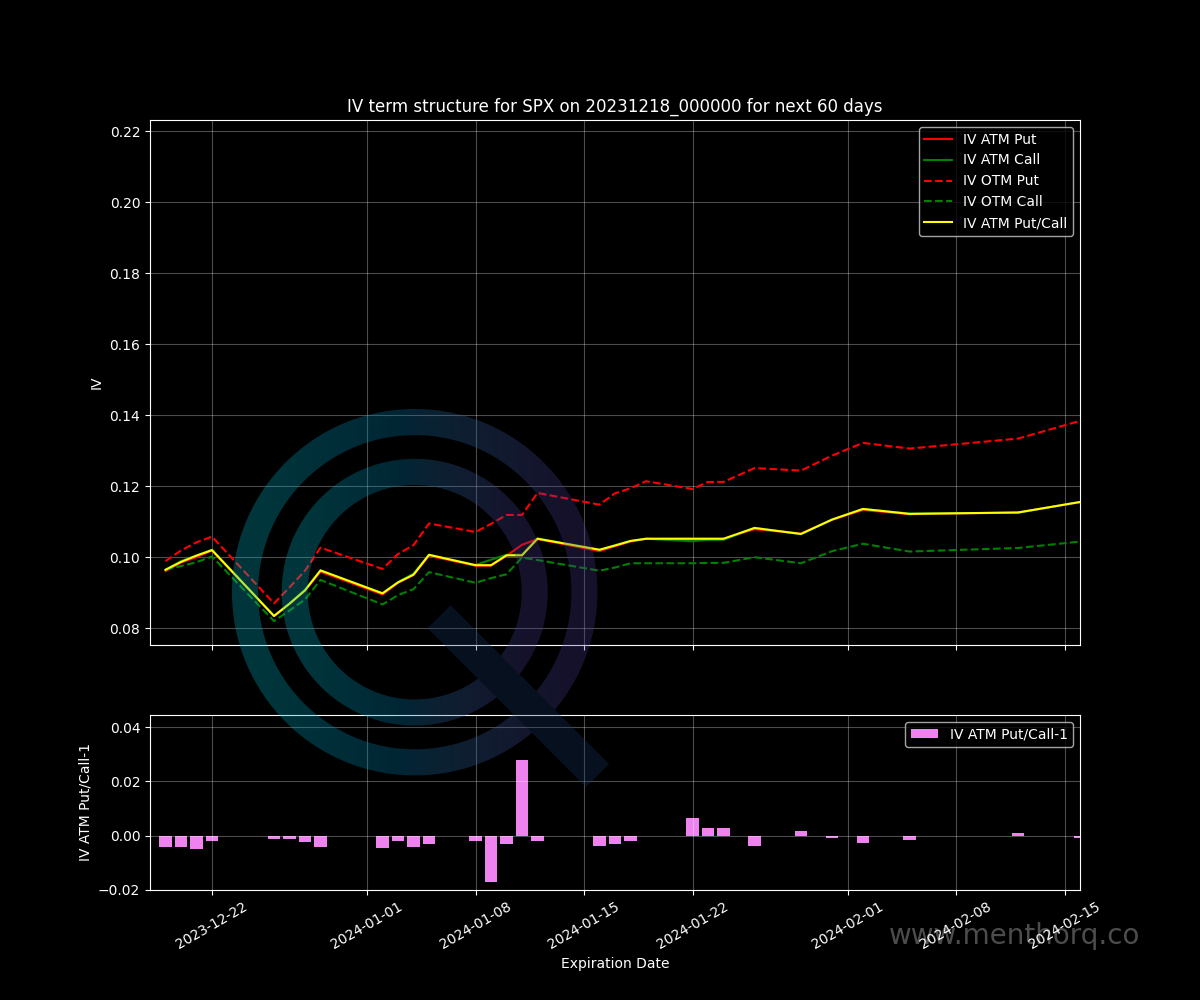 IV term structure for SPX on 20231218_000000 for next 60 days
0.22
0.20
0.18
0.16
0.14
0.12
0.10
0.08
IV
IV ATM Put
IV ATM Call
IV OTM Put
IV OTM Call
IV ATM Put/Call
0.04
0.02
0.00
−0.02
IV ATM Put/Call-1
IV ATM Put/Call-1
2023-12-22
2024-01-01
2024-01-08
2024-01-15
2024-01-22
2024-02-01
2024-02-08
2024-02-15
www.menthorq.co
Expiration Date